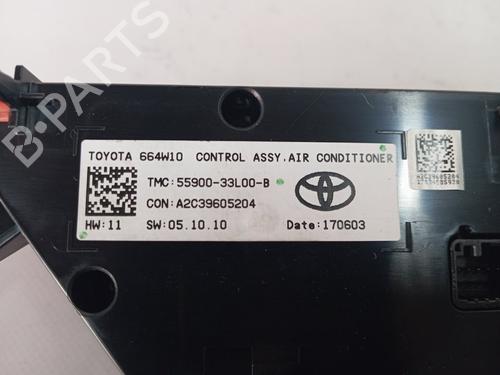 B-PARTS
TOYOTA 664W10 CONTROL ASSY.AIR CONDITIONER
TMC:55900-33L00-B
CON:A2C39605204
HW:11 SW:05.10.10 Date:170603
A2C39605204